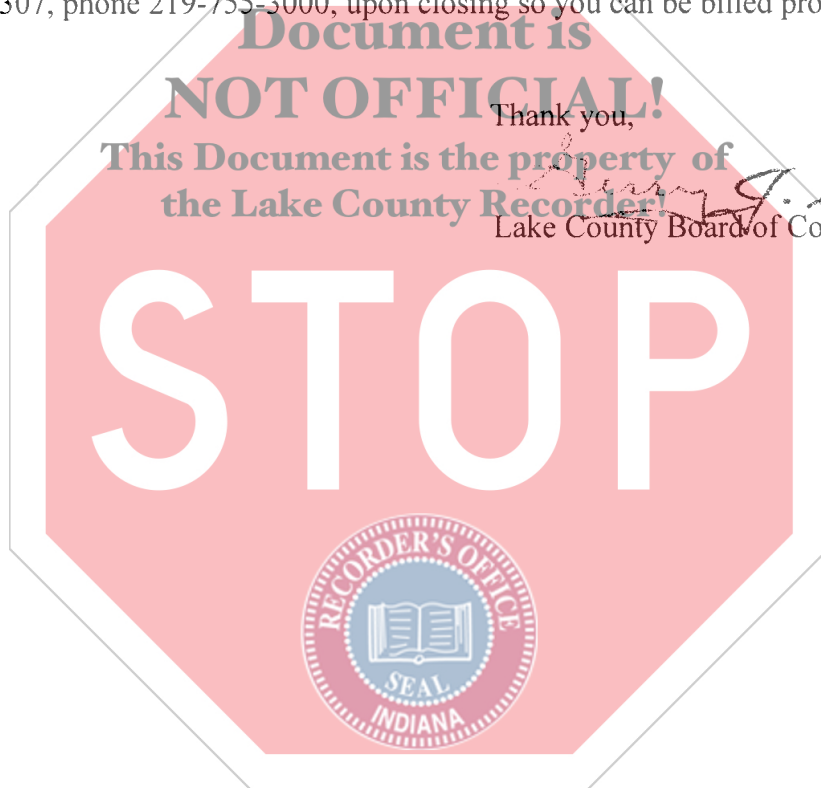 307, phone 219-755-3000, upon closing so you can be billed pro
Document is
NOT OFFICIAL!
Thank you,
This Document is the property of
the Lake County Recorder!
Lake County Board of Co
STOP
RECORDER'S OFFICE
SEAL
INDIANA